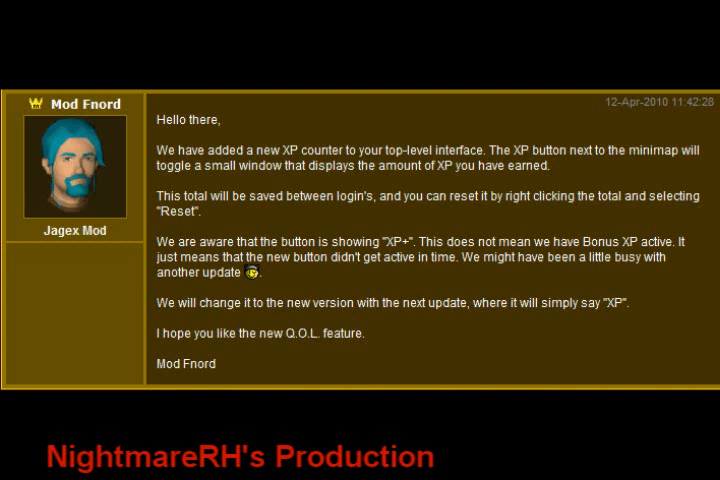 Mod Fnord
12-Apr-2010 11:42:28
Jagex Mod
Hello there,
We have added a new XP counter to your top-level interface. The XP button next to the minimap will
toggle a small window that displays the amount of XP you have earned.
This total will be saved between login's, and you can reset it by right clicking the total and selecting
"Reset".
We are aware that the button is showing "XP+". This does not mean we have Bonus XP active. It
just means that the new button didn't get active in time. We might have been a little busy with
another update .
We will change it to the new version with the next update, where it will simply say "XP".
I hope you like the new Q.O.L. feature.
Mod Fnord
NightmareRH's Production